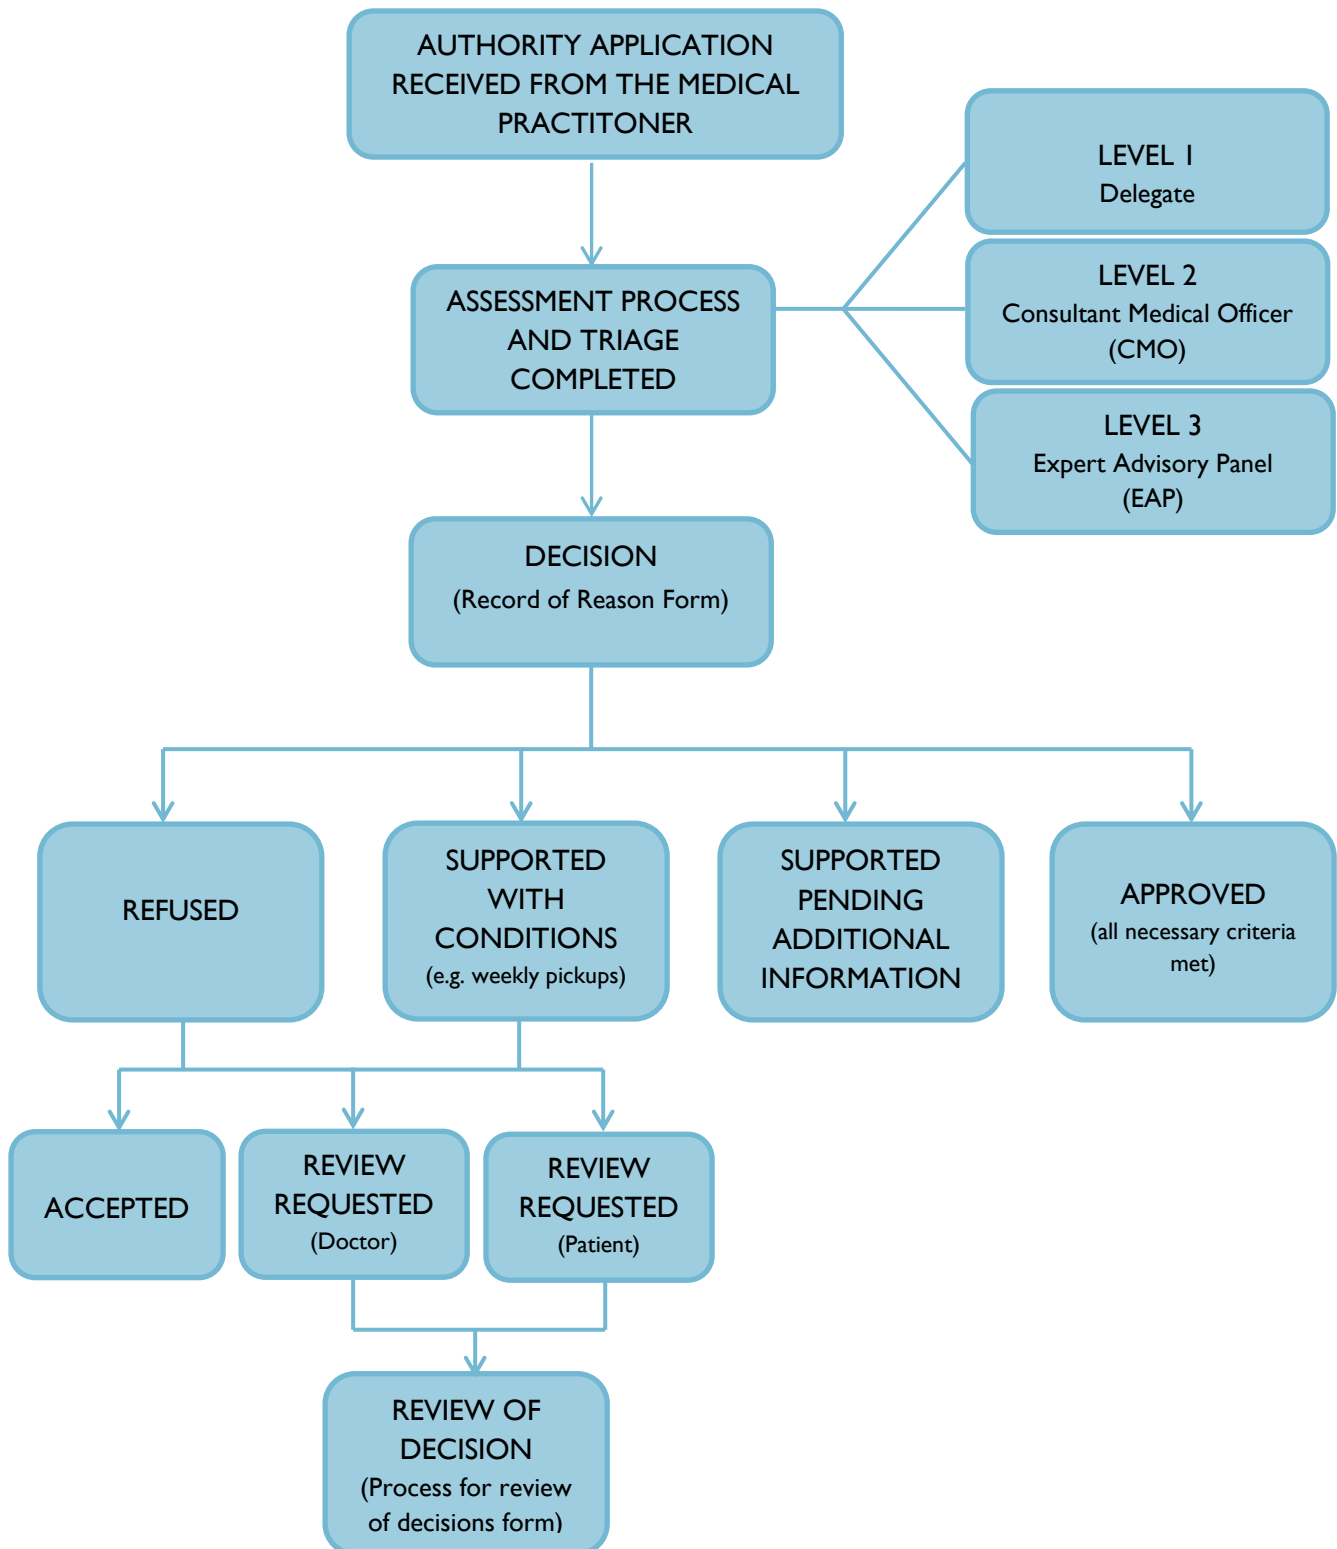 AUTHORITY APPLICATION
RECEIVED FROM THE MEDICAL
PRACTITONER
LEVEL 1
Delegate
LEVEL 2
Consultant Medical Officer
(CMO)
LEVEL 3
Expert Advisory Panel
(EAP)
ASSESSMENT PROCESS
AND TRIAGE
COMPLETED
DECISION
(Record of Reason Form)
REFUSED
SUPPORTED
WITH
CONDITIONS
(e.g. weekly pickups)
SUPPORTED
PENDING
ADDITIONAL
INFORMATION
APPROVED
(all necessary criteria
met)
ACCEPTED
REVIEW
REQUESTED
(Doctor)
REVIEW
REQUESTED
(Patient)
REVIEW OF
DECISION
(Process for review
of decisions form)